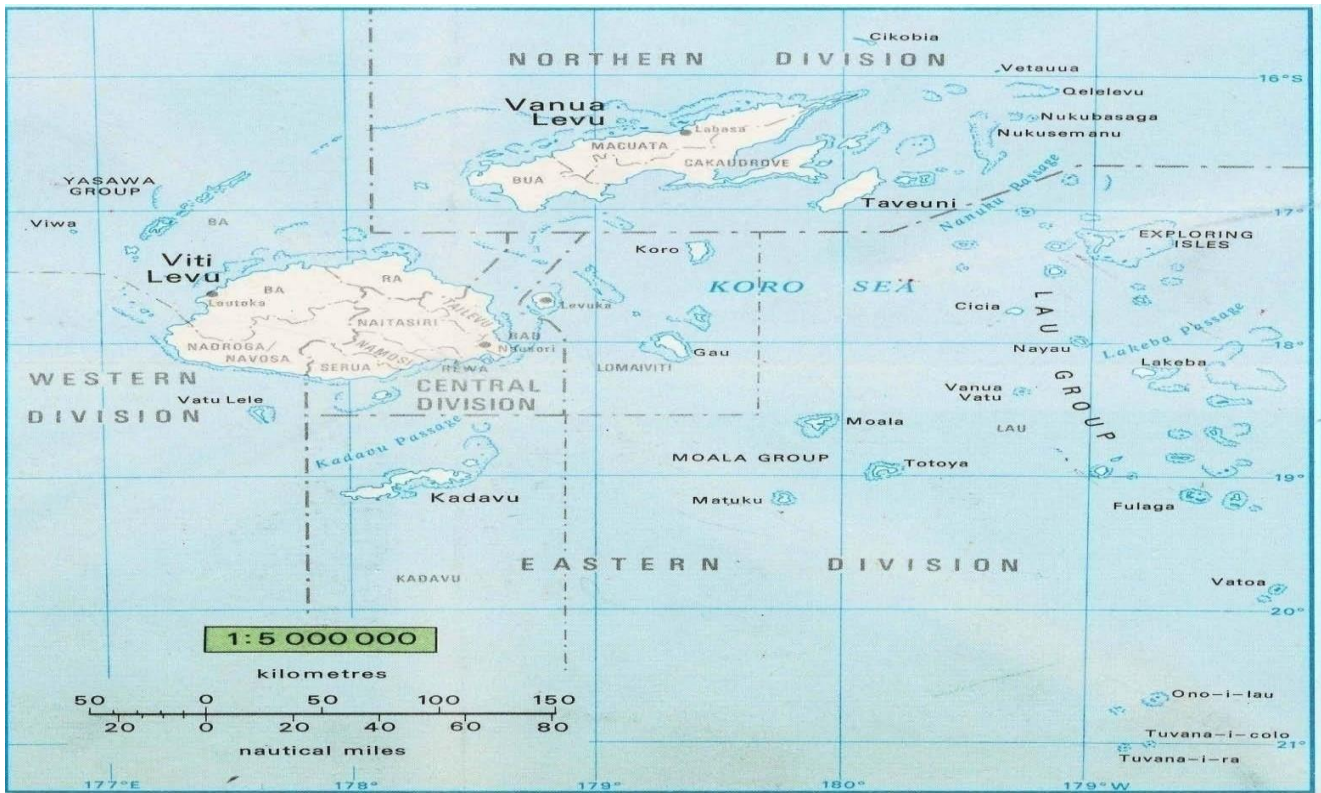 Cikobia
NORTHERN DIVISION
Vetauua
16°S
Qelelevu
Vanua
Levu
Nukubasaga
Labasa
Nukusemanu
MACUATA
CAKAUDROVE
BUA
YASAWA
GROUP
Taveuni
Nanuku Passage
17°
Viwa
BA
EXPLORING
ISLES
Koro
Viti
Levu
BA
RA
KORO SEA
Lautoka
Levuka
TAILEVU
Cicia
LAU GROUP
NAITASIRI
BAU
Nausori
Lakeba Passage
NADROGA/
NAVOSA
NAMOSI
Gau
Nayau
18°
SERUA
REWA
LOMAIVITI
Lakeba
WESTERN
DIVISION
CENTRAL
DIVISION
Vatu Lele
Vanua
Vatu
Kadavu Passage
Moala
LAU
MOALA GROUP
Totoya
19°
Kadavu
Matuku
Fulaga
EASTERN DIVISION
KADAVU
Vatoa
20°
1:5 000 000
kilometres
50 0 50 100 150
20 0 20 40 60 80
nautical miles
Ono-i-lau
Tuvana-i-colo
21°
Tuvana-i-ra
177°E 178° 179° 180° 179°W